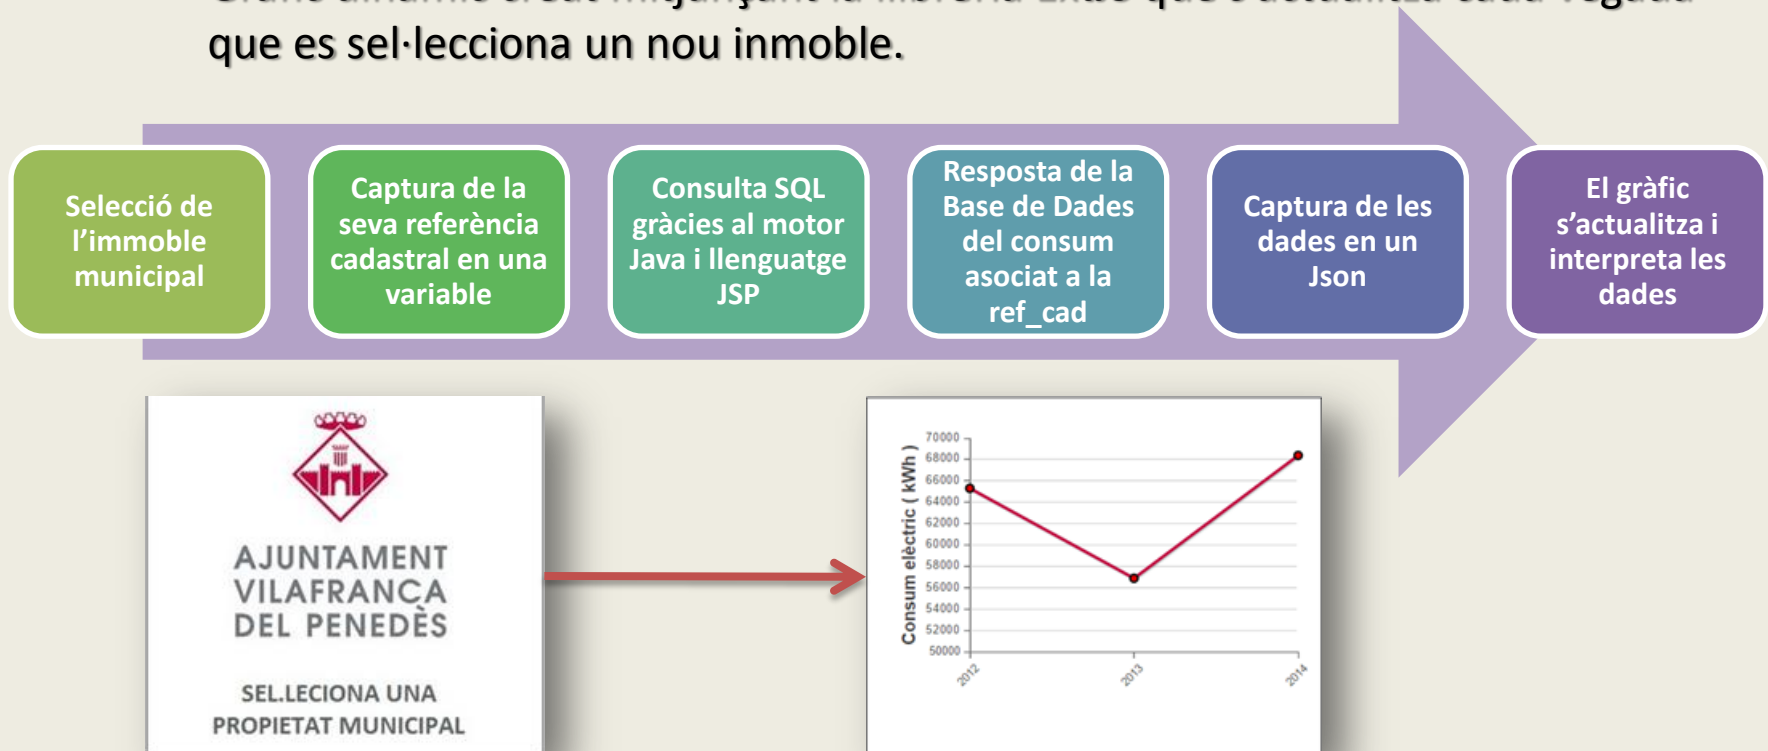 que es sel·lecciona un nou inmoble.
Selecció de
l’immoble
municipal
Captura de la
seva referència
cadastral en una
variable
Consulta SQL
gràcies al motor
Java i llenguatge
JSP
Resposta de la
Base de Dades
del consum
asociat a la
ref_cad
Captura de les
dades en un
Json
El gràfic
s’actualitza i
interpreta les
dades
AJUNTAMENT
VILAFRANCA
DEL PENEDÈS
SEL.LECIONA UNA
PROPIETAT MUNICIPAL
Consum elèctric ( kWh )
70000
68000
66000
64000
62000
60000
58000
56000
54000
52000
50000
2012
2013
2014